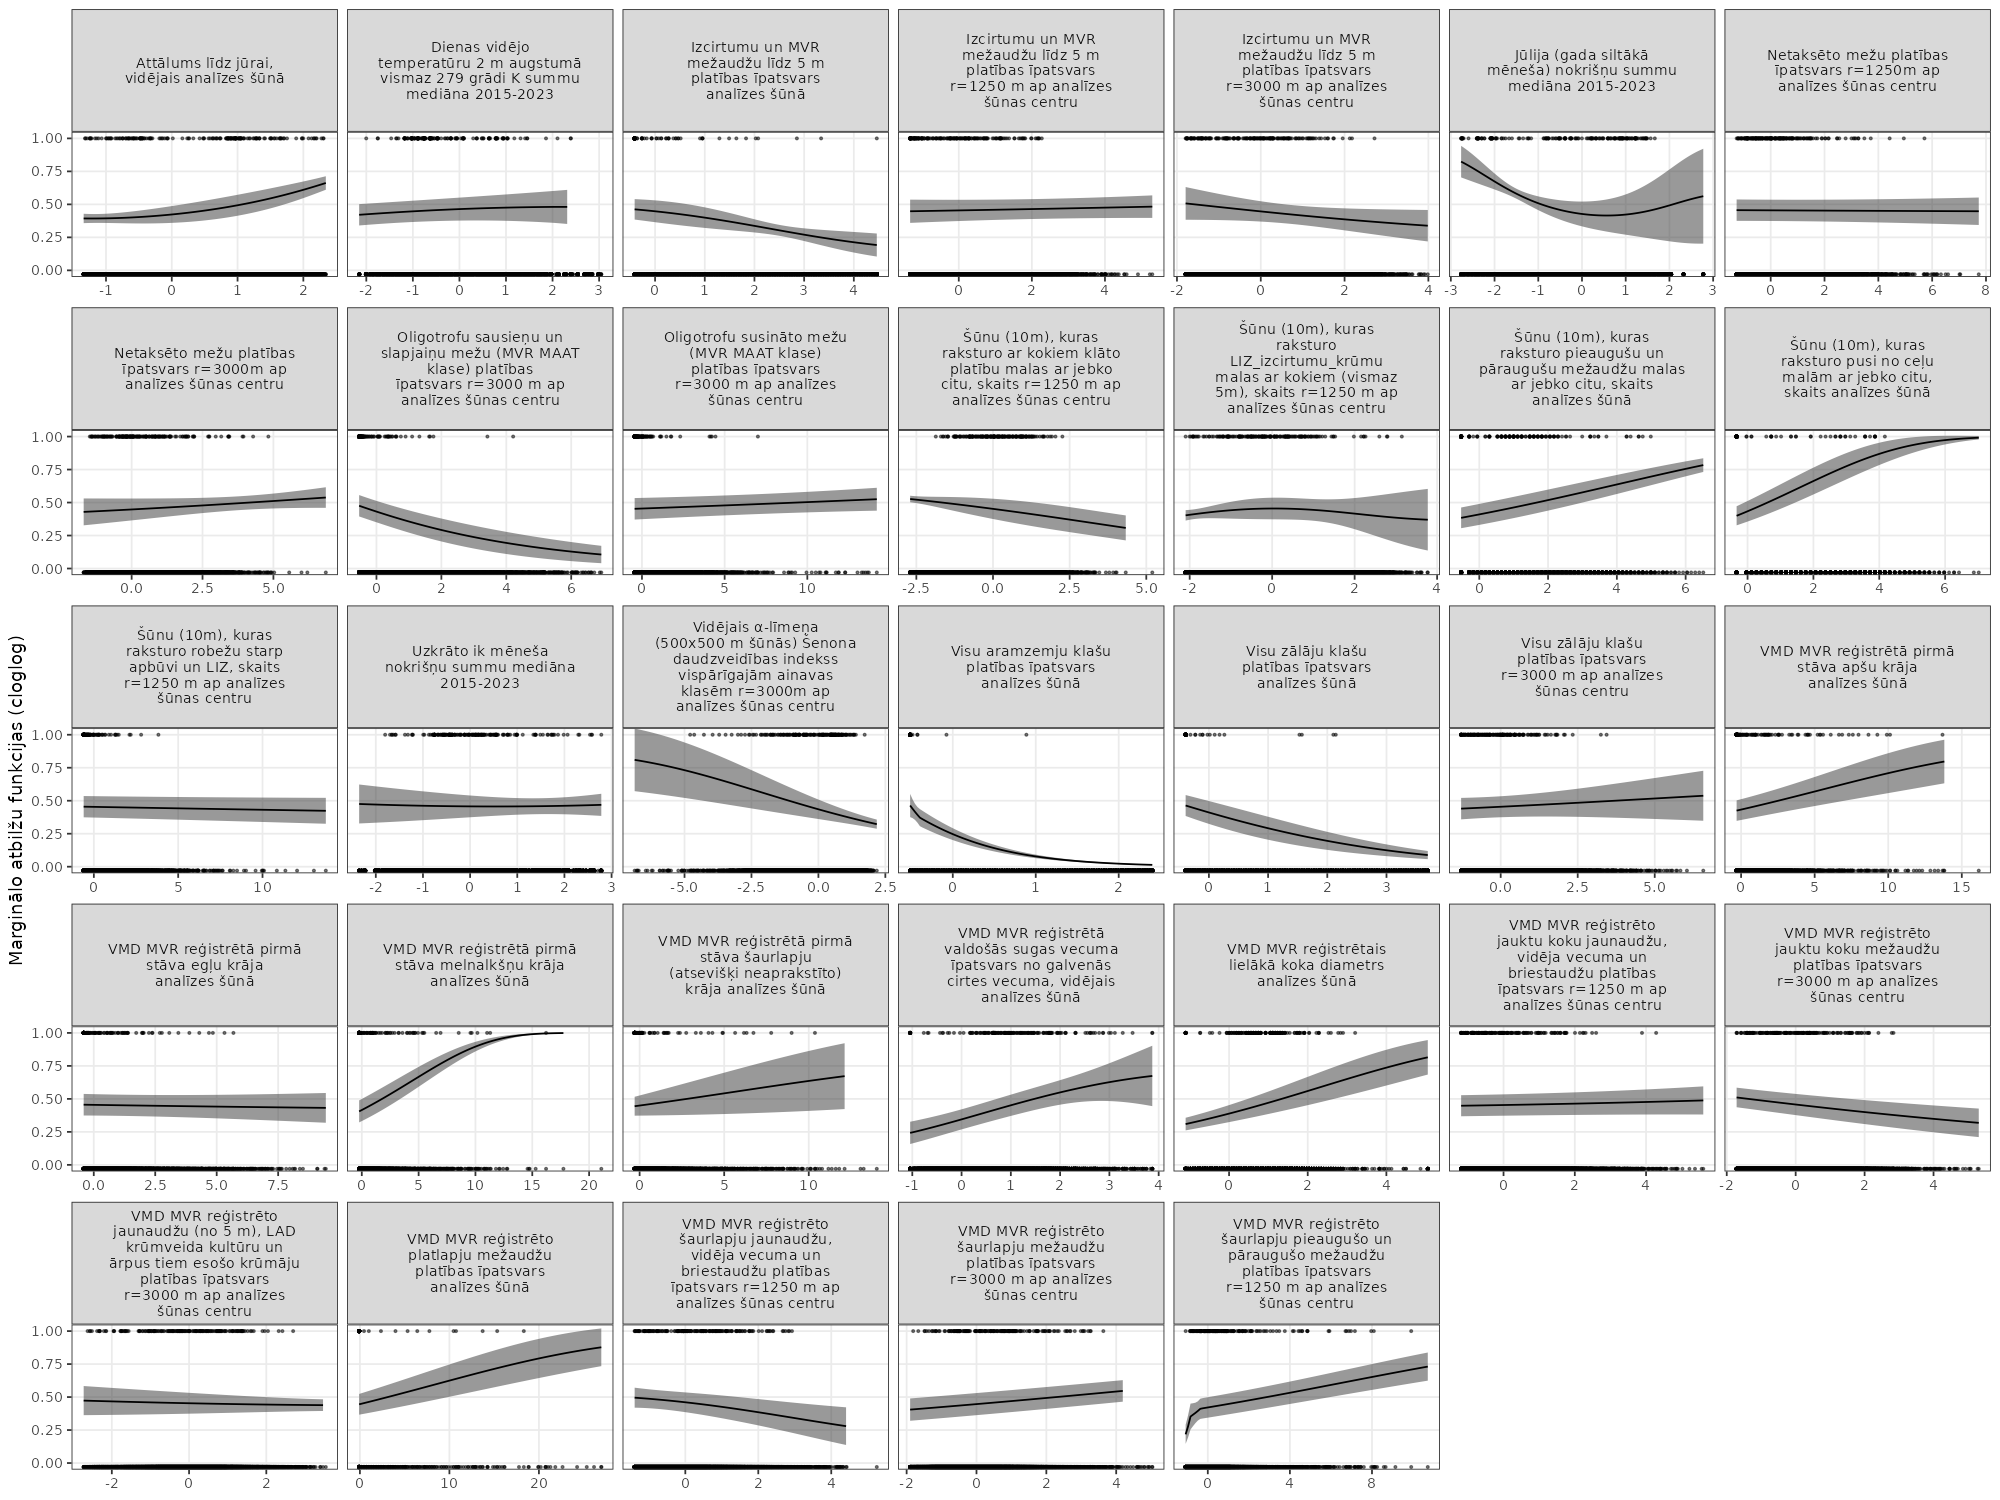 Attālums līdz jūrai,
vidējais analīzes šūnā
Dienas vidējo
temperatūru 2 m augstumā
vismaz 279 grādi K summu
mediāna 2015-2023
Izcirtumu un MVR
mežaudžu līdz 5 m
platības īpatsvars
analīzes šūnā
Izcirtumu un MVR
mežaudžu līdz 5 m
platības īpatsvars
r=1250 m ap analīzes
šūnas centru
Izcirtumu un MVR
mežaudžu līdz 5 m
platības īpatsvars
r=3000 m ap analīzes
šūnas centru
Jūlija (gada siltākā
mēneša) nokrišņu summu
mediāna 2015-2023
Netaksēto mežu platības
īpatsvars r=1250m ap
analīzes šūnas centru
1.00
0.75
0.50
0.25
0.00
-1 0 1 2
-2 -1 0 1 2 3
0 1 2 3 4
0 2 4
-2 0 2 4
-3 -2 -1 0 1 2 3
0 2 4 6 8
Netaksēto mežu platības
īpatsvars r=3000m ap
analīzes šūnas centru
Oligotrofu sausieņu un
slapjaiņu mežu (MVR MAAT
klase) platības
īpatsvars r=3000 m ap
analīzes šūnas centru
Oligotrofu susināto mežu
(MVR MAAT klase)
platības īpatsvars
r=3000 m ap analīzes
šūnas centru
Šūnu (10m), kuras
raksturo ar kokiem klāto
platību malas ar jebko
citu, skaits r=1250 m ap
analīzes šūnas centru
Šūnu (10m), kuras
raksturo
LIZ_izcirtumu_krūmu
malas ar kokiem (vismaz
5m), skaits r=1250 m ap
analīzes šūnas centru
Šūnu (10m), kuras
raksturo pieaugušu un
pāraugušu mežaudžu malas
ar jebko citu, skaits
analīzes šūnā
Šūnu (10m), kuras
raksturo pusi no ceļu
malām ar jebko citu,
skaits analīzes šūnā
1.00
0.75
0.50
0.25
0.00
0.0 2.5 5.0
0 2 4 6
0 5 10
-2.5 0.0 2.5 5.0
-2 0 2 4
0 2 4 6
0 2 4 6
Marginālo atbilžu funkcijas (cloglog)
Šūnu (10m), kuras
raksturo robežu starp
apbūvi un LIZ, skaits
r=1250 m ap analīzes
šūnas centru
Uzkrāto ik mēneša
nokrišņu summu mediāna
2015-2023
Vidējais α-līmeņa
(500x500 m šūnās) Šenona
daudzveidības indekss
vispārīgajām ainavas
klasēm r=3000m ap
analīzes šūnas centru
Visu aramzemju klašu
platības īpatsvars
analīzes šūnā
Visu zālāju klašu
platības īpatsvars
analīzes šūnā
Visu zālāju klašu
platības īpatsvars
r=3000 m ap analīzes
šūnas centru
VMD MVR reģistrētā pirmā
stāva apšu krāja
analīzes šūnā
1.00
0.75
0.50
0.25
0.00
0 5 10
-2 -1 0 1 2 3
-5.0 -2.5 0.0 2.5
0 1 2
0 1 2 3
0.0 2.5 5.0
0 5 10 15
VMD MVR reģistrētā pirmā
stāva egļu krāja
analīzes šūnā
VMD MVR reģistrētā pirmā
stāva melnalkšņu krāja
analīzes šūnā
VMD MVR reģistrētā pirmā
stāva šaurlapju
(atsevišķi neaprakstīto)
krāja analīzes šūnā
VMD MVR reģistrētā
valdošās sugas vecuma
īpatsvars no galvenās
cirtes vecuma, vidējais
analīzes šūnā
VMD MVR reģistrētais
lielākā koka diametrs
analīzes šūnā
VMD MVR reģistrēto
jauktu koku jaunaudžu,
vidēja vecuma un
briestaudžu platības
īpatsvars r=1250 m ap
analīzes šūnas centru
VMD MVR reģistrēto
jauktu koku mežaudžu
platības īpatsvars
r=3000 m ap analīzes
šūnas centru
1.00
0.75
0.50
0.25
0.00
0.0 2.5 5.0 7.5
0 5 10 15 20
0 5 10
-1 0 1 2 3 4
0 2 4
0 2 4
-2 0 2 4
VMD MVR reģistrēto
jaunaudžu (no 5 m), LAD
krūmveida kultūru un
ārpus tiem esošo krūmāju
platības īpatsvars
r=3000 m ap analīzes
šūnas centru
VMD MVR reģistrēto
platlapju mežaudžu
platības īpatsvars
analīzes šūnā
VMD MVR reģistrēto
šaurlapju jaunaudžu,
vidēja vecuma un
briestaudžu platības
īpatsvars r=1250 m ap
analīzes šūnas centru
VMD MVR reģistrēto
šaurlapju mežaudžu
platības īpatsvars
r=3000 m ap analīzes
šūnas centru
VMD MVR reģistrēto
šaurlapju pieaugušo un
pāraugušo mežaudžu
platības īpatsvars
r=1250 m ap analīzes
šūnas centru
1.00
0.75
0.50
0.25
0.00
-2 0 2
0 10 20
0 2 4
-2 0 2 4
0 4 8